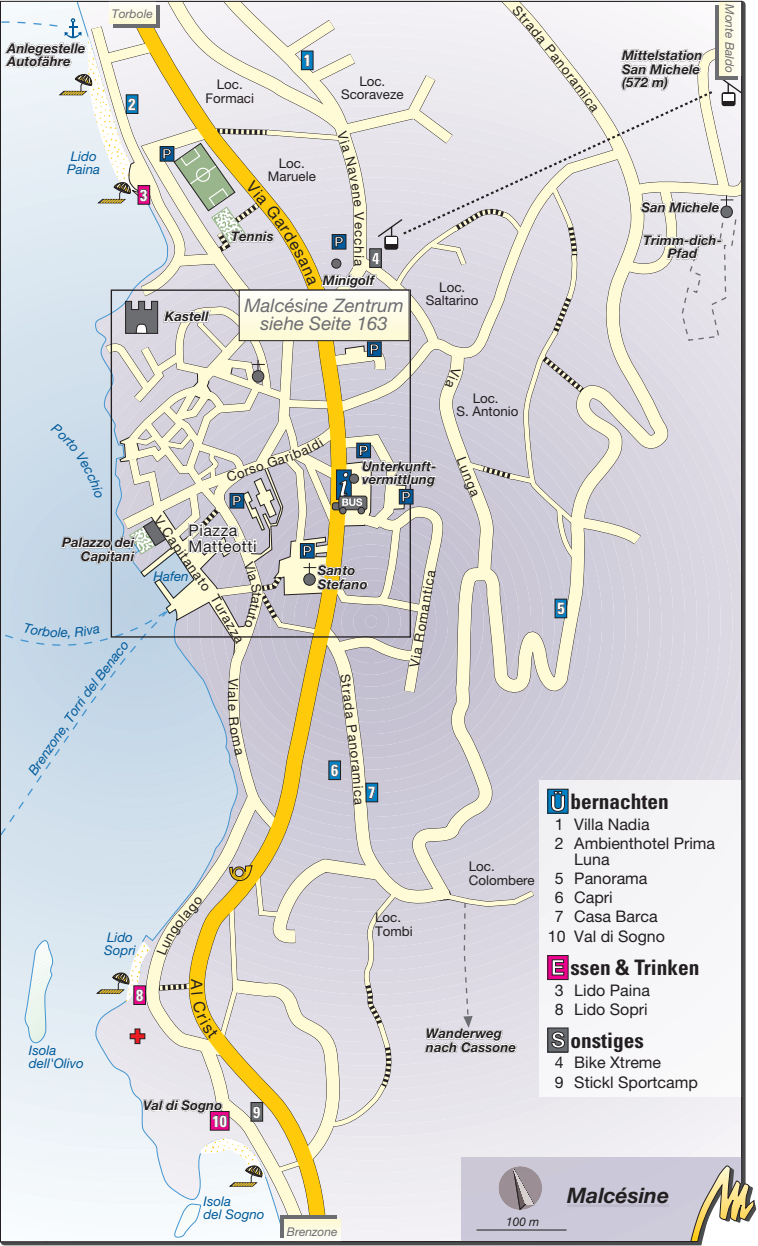 Torbole
Monte Baldo
Strada Panoramica
Anlegestelle
Autofähre
1
Mittelstation
San Michele
(572 m)
Loc.
Formaci
Loc.
Scoraveze
2
P
Via Navene Vecchia
Lido
Paina
Loc.
Maruele
3
Via Gardesana
San Michele
Tennis
P
4
Trimm-dich-
Pfad
Minigolf
Loc.
Saltarino
Kastell
Malcésine Zentrum
siehe Seite 163
P
Via Lunga
Loc.
S. Antonio
Porto Vecchio
Corso Garibaldi
P
Unterkunft-
vermittlung
i
BUS
P
P
Palazzo dei
Capitani
V. Capitanato
Piazza
Matteotti
P
Hafen
Via Statuto
Santo
Stefano
Turazza
Via Romantica
5
Torbole, Riva
Brenzone, Torri del Benaco
Viale Roma
Strada Panoramica
6
7
Übernachten
1 Villa Nadia
2 Ambienthotel Prima
Luna
5 Panorama
6 Capri
7 Casa Barca
10 Val di Sogno
Essen & Trinken
3 Lido Paina
8 Lido Sopri
Sonstiges
4 Bike Xtreme
9 Stickl Sportcamp
Loc.
Colombere
Loc.
Tombi
Lungolago
Lido
Sopri
8
Al Crist
Wanderweg
nach Cassone
Isola
dell'Olivo
Val di Sogno
10
9
Isola
del Sogno
Brenzone
100 m
Malcésine